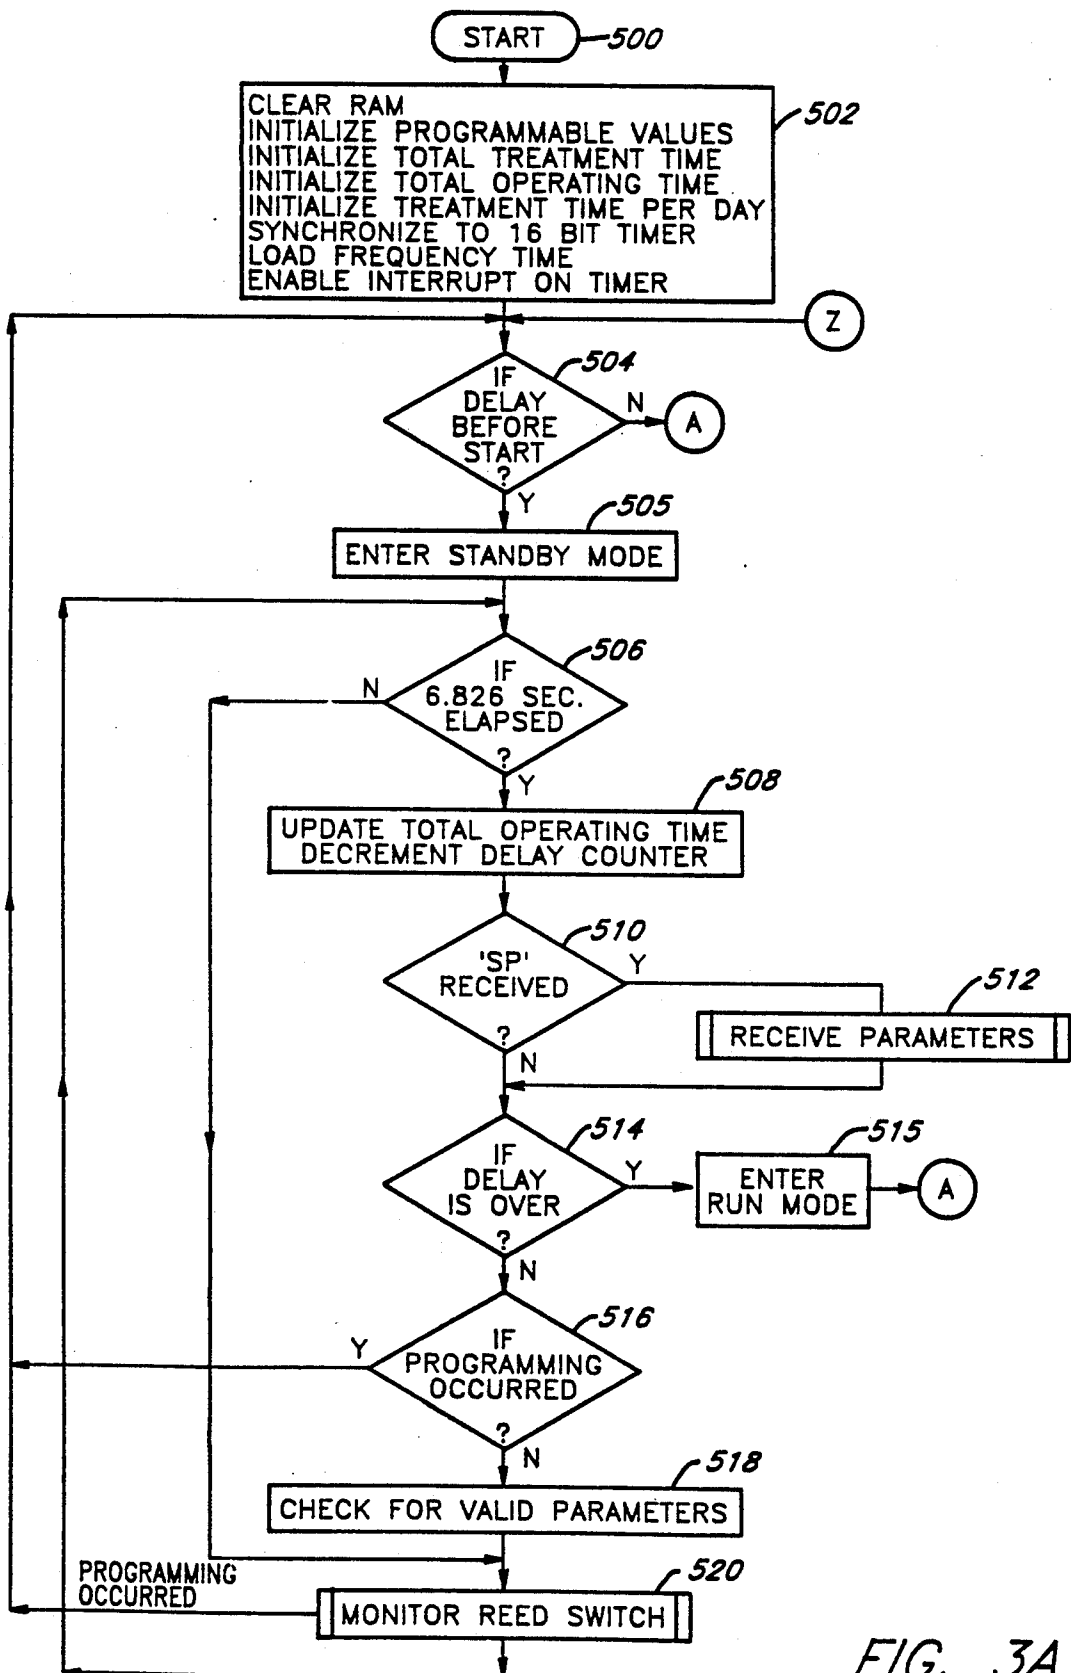 START
500
CLEAR RAM
INITIALIZE PROGRAMMABLE VALUES
INITIALIZE TOTAL TREATMENT TIME
INITIALIZE TOTAL OPERATING TIME
INITIALIZE TREATMENT TIME PER DAY
SYNCHRONIZE TO 16 BIT TIMER
LOAD FREQUENCY TIME
ENABLE INTERRUPT ON TIMER
502
Z
504
IF
DELAY
BEFORE
START
?
N
A
Y
505
ENTER STANDBY MODE
506
IF
6.826 SEC.
ELAPSED
?
N
Y
508
UPDATE TOTAL OPERATING TIME
DECREMENT DELAY COUNTER
510
'SP'
RECEIVED
?
Y
N
512
RECEIVE PARAMETERS
514
IF
DELAY
IS OVER
?
Y
N
515
ENTER
RUN MODE
A
516
IF
PROGRAMMING
OCCURRED
?
Y
N
518
CHECK FOR VALID PARAMETERS
PROGRAMMING
OCCURRED
520
MONITOR REED SWITCH
FIG. 3A